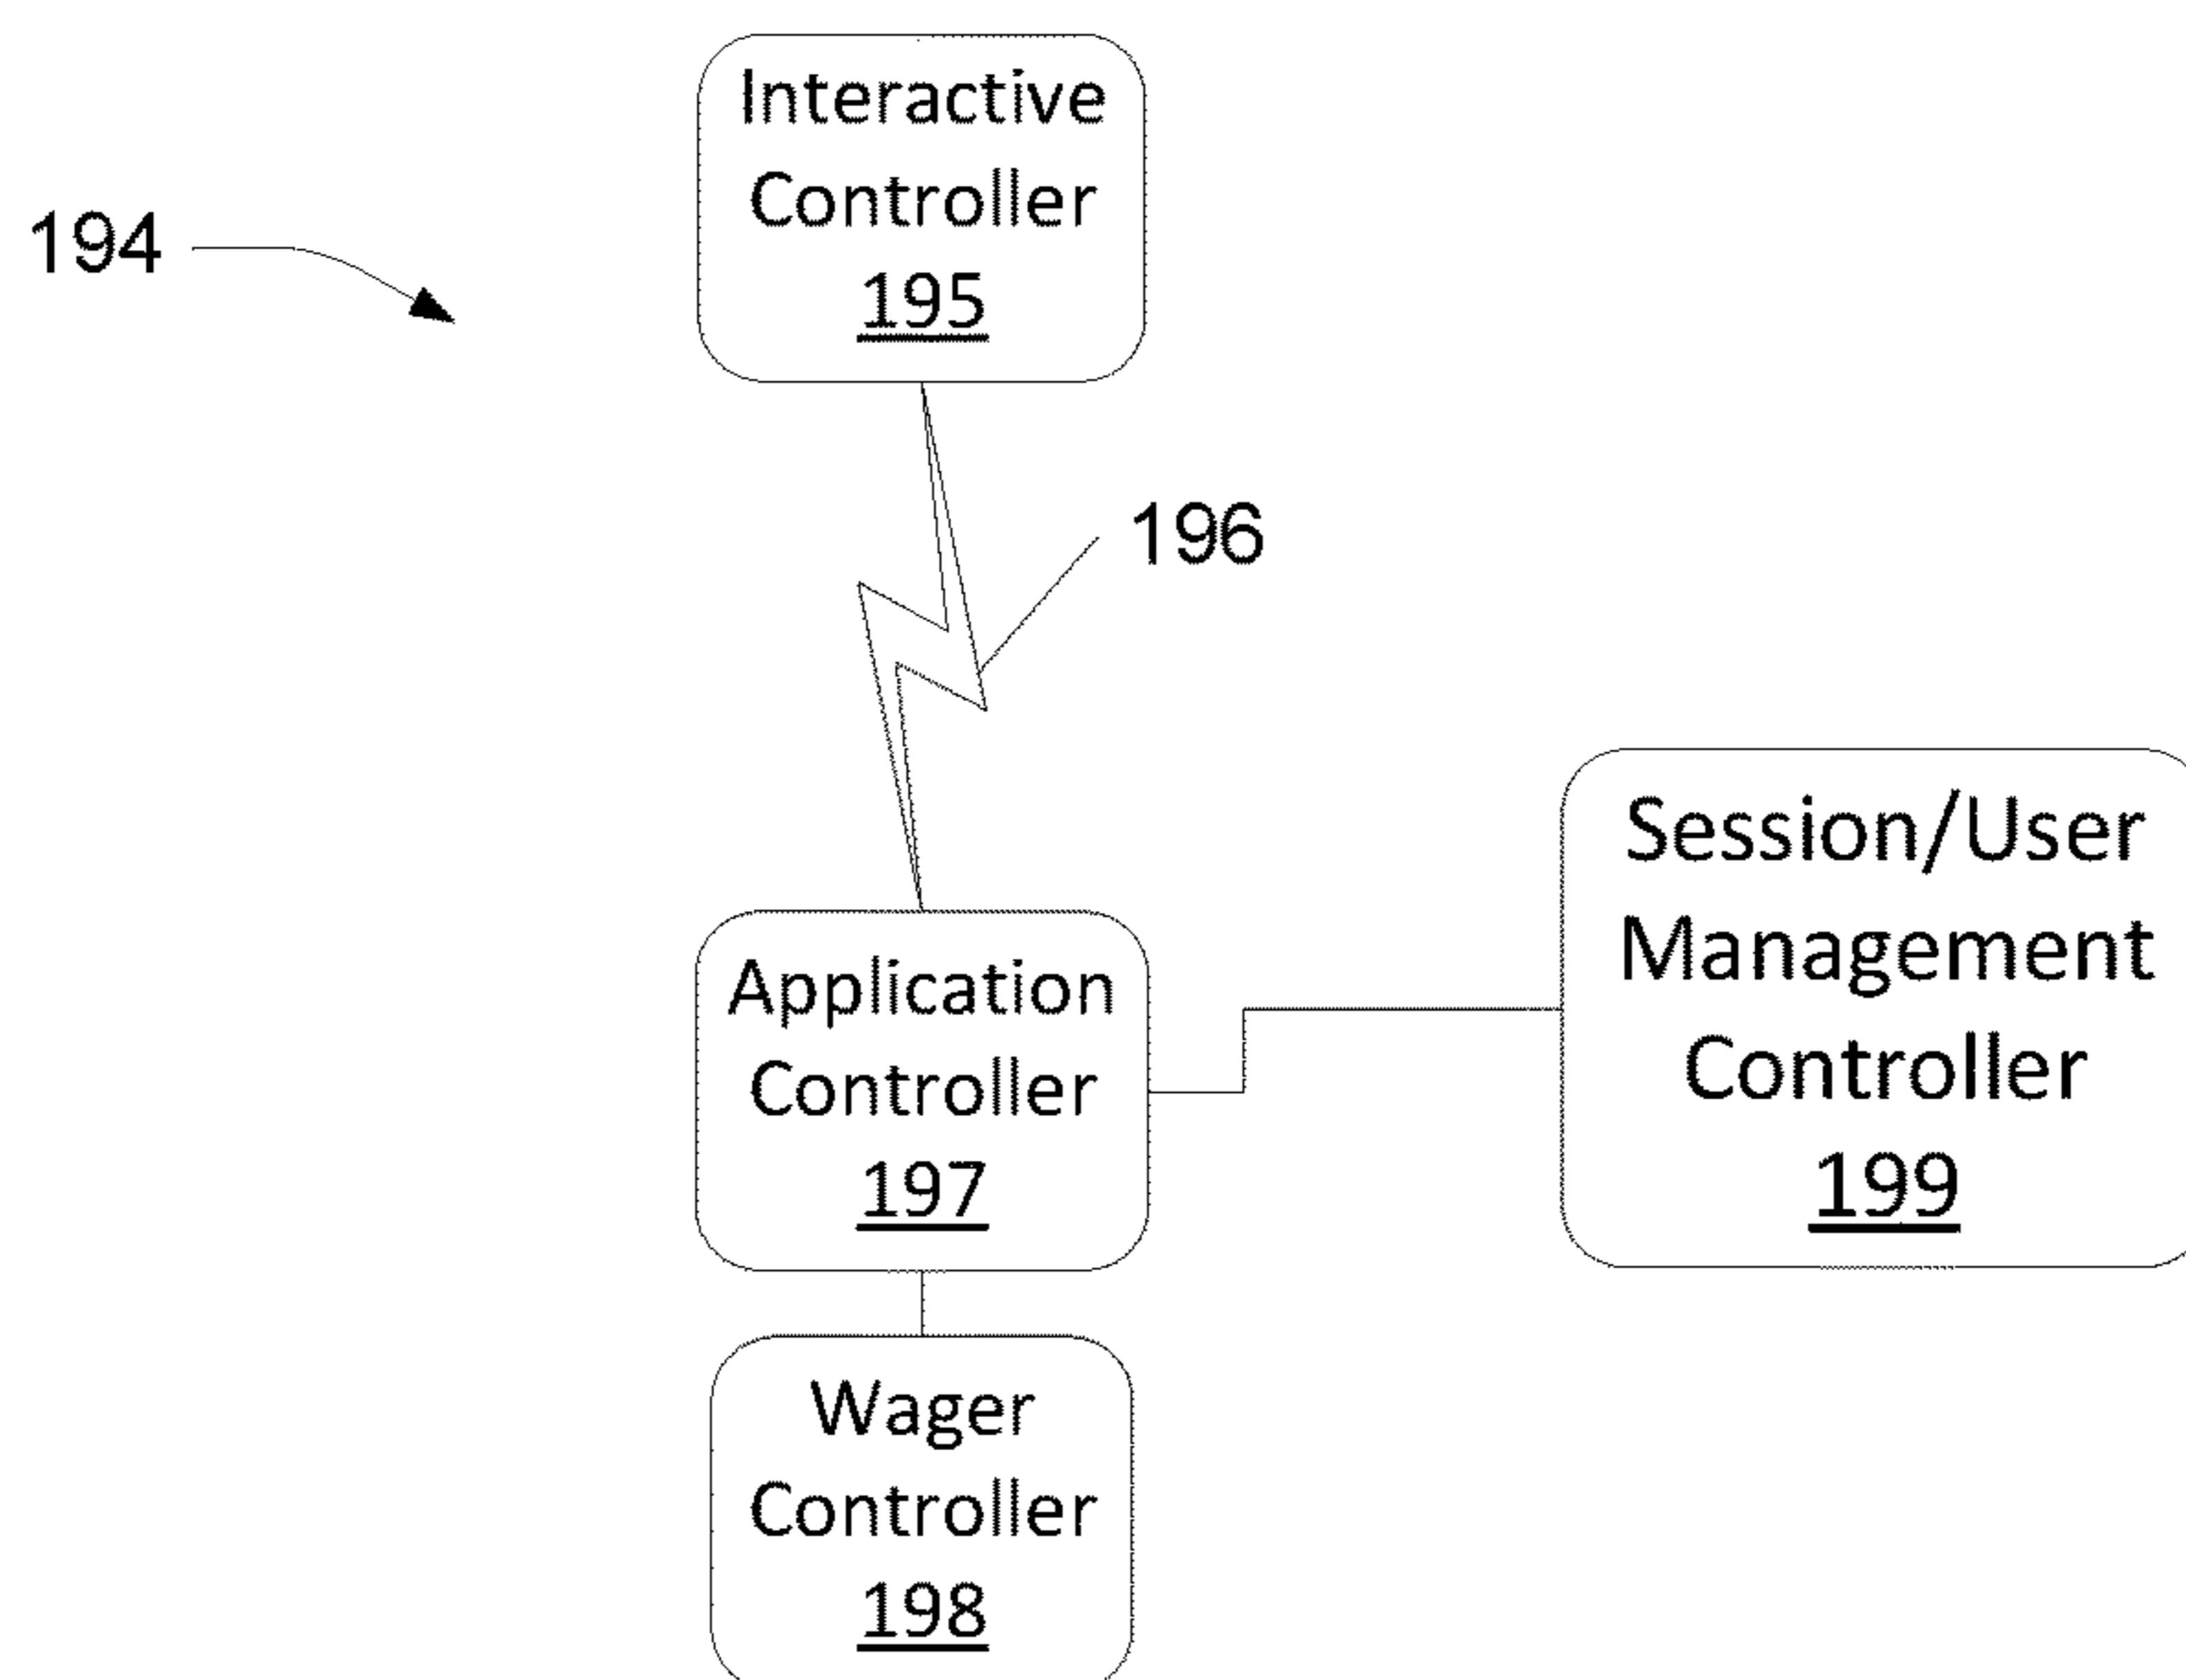 Interactive
Controller
195
194
196
Application
Controller
197
Session/User
Management
Controller
199
Wager
Controller
198